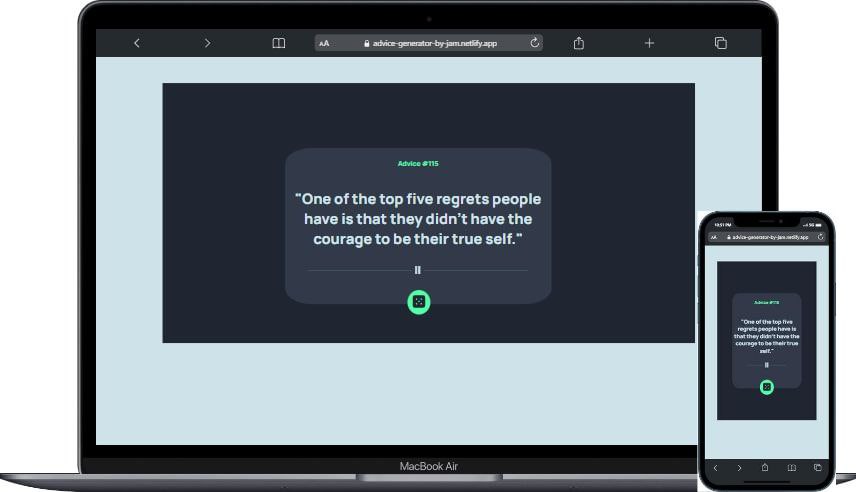 AA advice-generator-by-jam.netlify.app
Advice #115
"One of the top five regrets people
have is that they didn't have the
courage to be their true self."
MacBook Air
10:51 PM 5G
AA advice-generator-by-jam.netlify.app
Advice #115
"One of the top five
regrets people have is
that they didn't have the
courage to be their true
self."